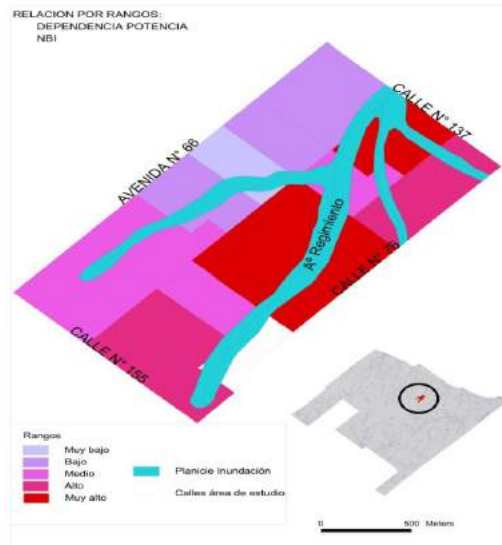 RELACION POR RANGOS:
DEPENDENCIA POTENCIA
NBI
CALLE N° 137
AVENIDA N° 66
Aº Regimiento
CALLE N° 76
CALLE N° 155
Rangos
Muy bajo
Bajo
Medio
Alto
Muy alto
Planicie Inundación
Calles área de estudio
0 500 Meters